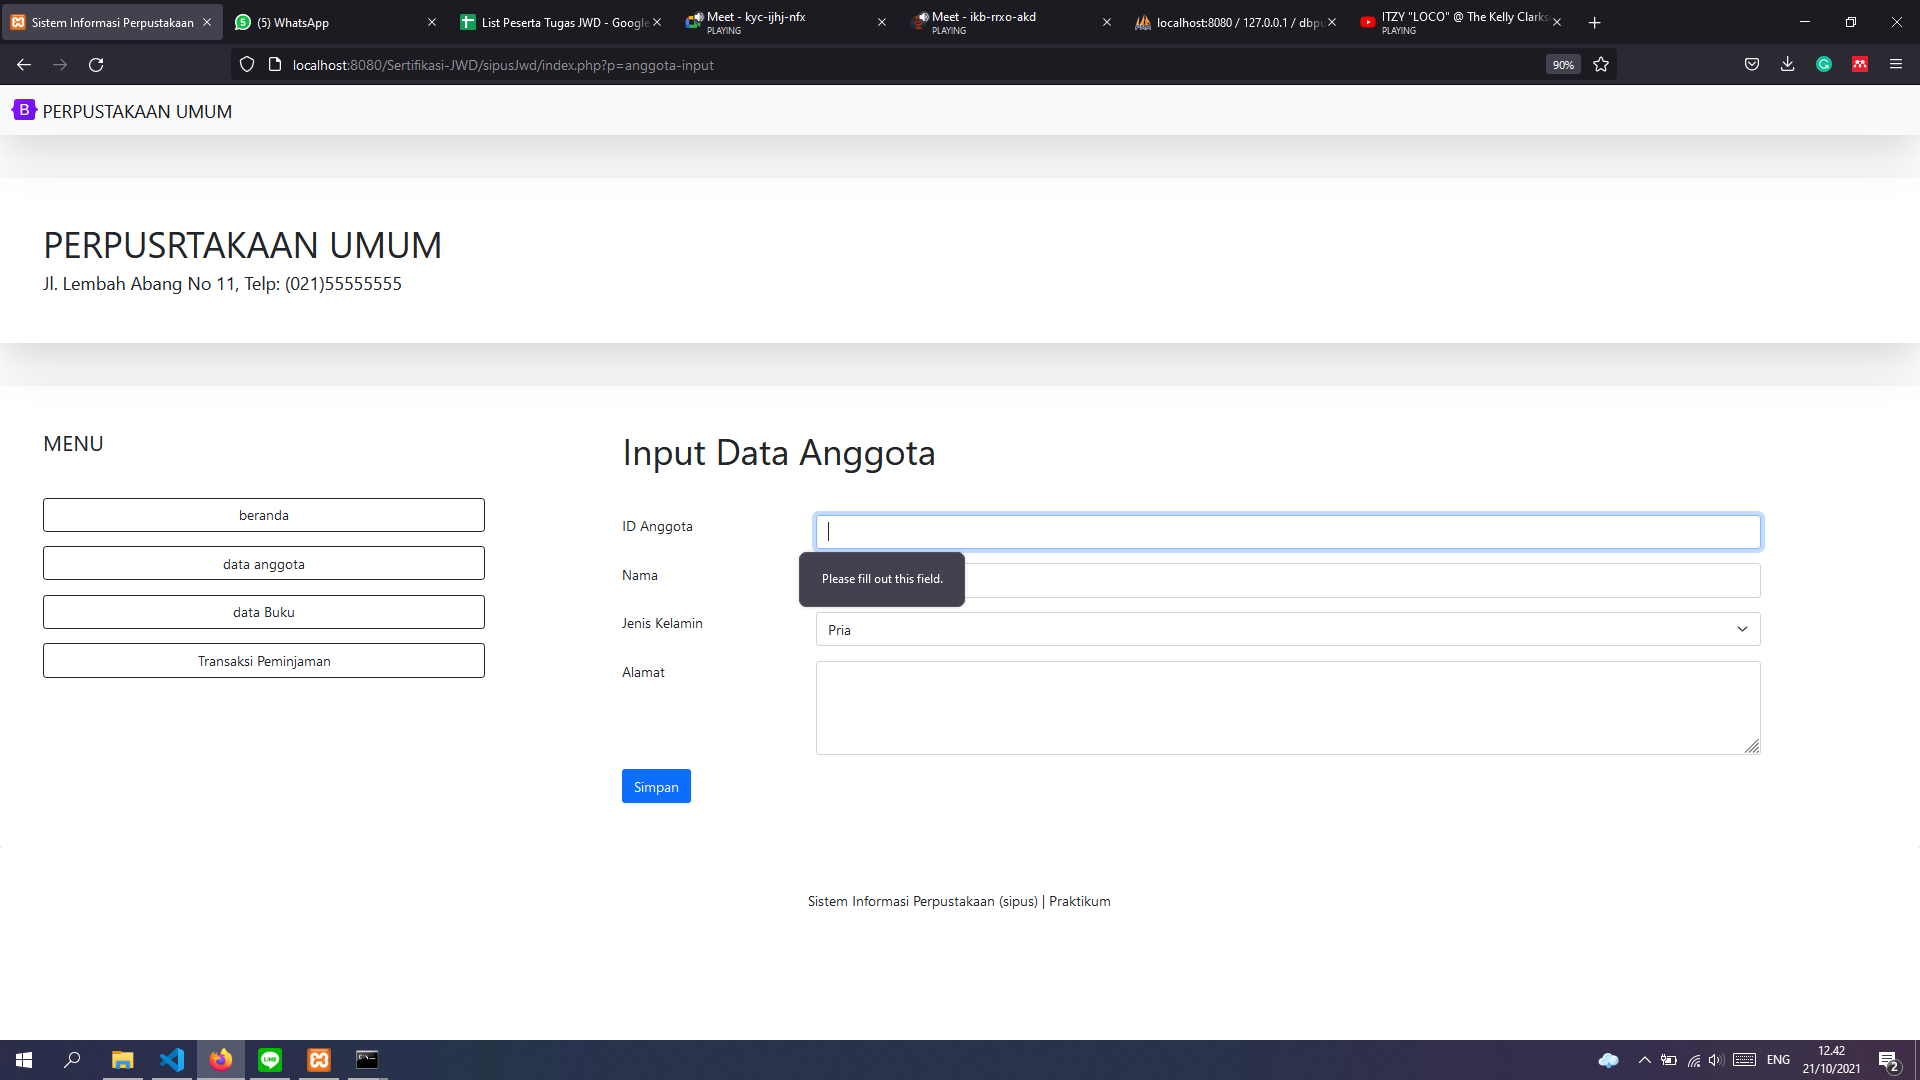 Sistem Informasi Perpustakaan
(5) WhatsApp
List Peserta Tugas JWD - Google
Meet - kyc-ijhj-nfx
PLAYING
Meet - ikb-rrxo-akd
PLAYING
localhost:8080 / 127.0.0.1 / dbpu
ITZY "LOCO" @ The Kelly Clarks
PLAYING
localhost:8080/Sertifikasi-JWD/sipusJwd/index.php?p=anggota-input
90%
B PERPUSTAKAAN UMUM
PERPUSRTAKAAN UMUM
Jl. Lembah Abang No 11, Telp: (021)55555555
MENU
beranda
data anggota
data Buku
Transaksi Peminjaman
Input Data Anggota
ID Anggota
Please fill out this field.
Nama
Jenis Kelamin
Pria
Alamat
Simpan
Sistem Informasi Perpustakaan (sipus) | Praktikum
LINE
ENG
12.42
21/10/2021
2